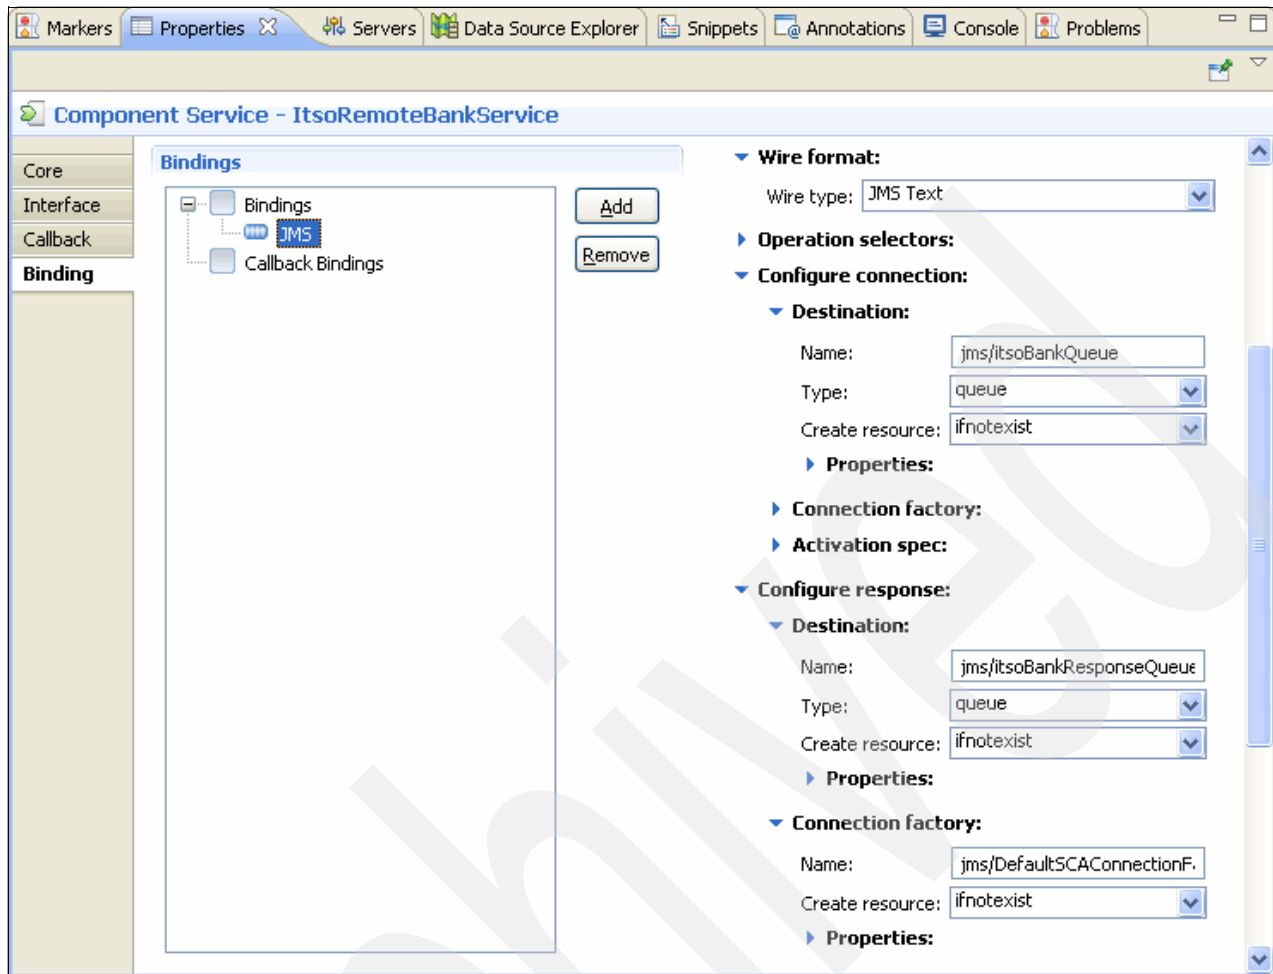 Markers Properties Servers Data Source Explorer Snippets Annotations Console Problems
Component Service - ItsoRemoteBankService
Core
Interface
Callback
Binding
Bindings
Bindings
JMS
Callback Bindings
Add
Remove
Wire format:
Wire type: JMS Text
Operation selectors:
Configure connection:
Destination:
Name: jms/itsoBankQueue
Type: queue
Create resource: ifnotexist
Properties:
Connection factory:
Activation spec:
Configure response:
Destination:
Name: jms/itsoBankResponseQueue
Type: queue
Create resource: ifnotexist
Properties:
Connection factory:
Name: jms/DefaultSCAConnectionF
Create resource: ifnotexist
Properties:
hived